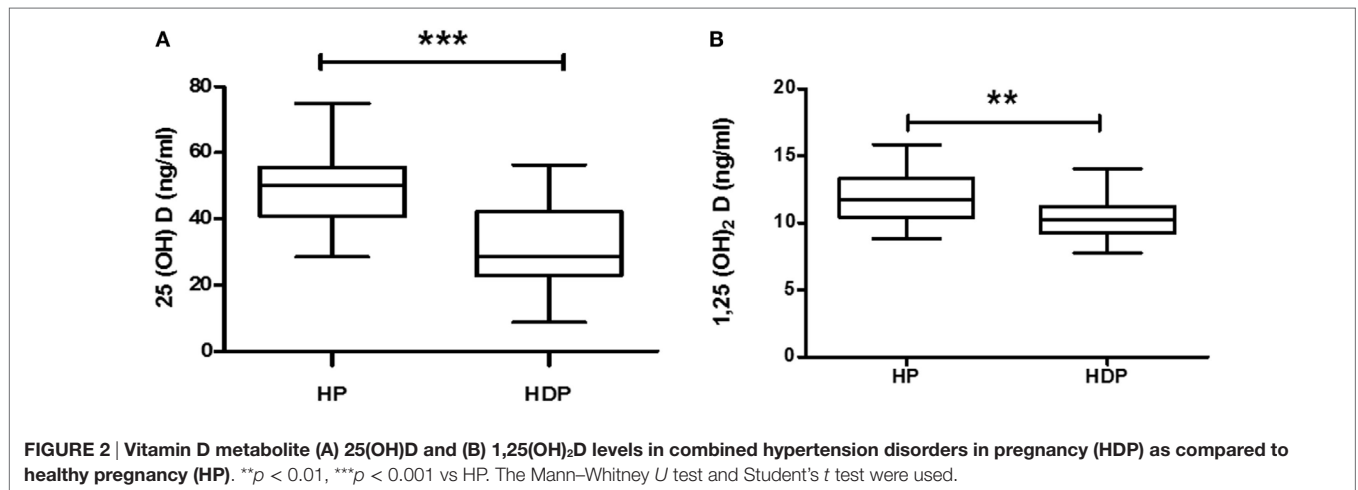 A
***
80
60
40
20
0
25 (OH) D (ng/ml)
HP
HDP
B
**
20
15
10
5
0
1,25 (OH)₂ D (ng/ml)
HP
HDP
FIGURE 2 | Vitamin D metabolite (A) 25(OH)D and (B) 1,25(OH)₂D levels in combined hypertension disorders in pregnancy (HDP) as compared to
healthy pregnancy (HP). **p < 0.01, ***p < 0.001 vs HP. The Mann–Whitney U test and Student's t test were used.